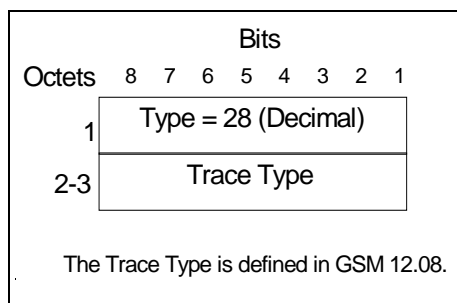 Bits
Octets 8 7 6 5 4 3 2 1
1 Type = 28 (Decimal)
2-3 Trace Type
The Trace Type is defined in GSM 12.08.
.